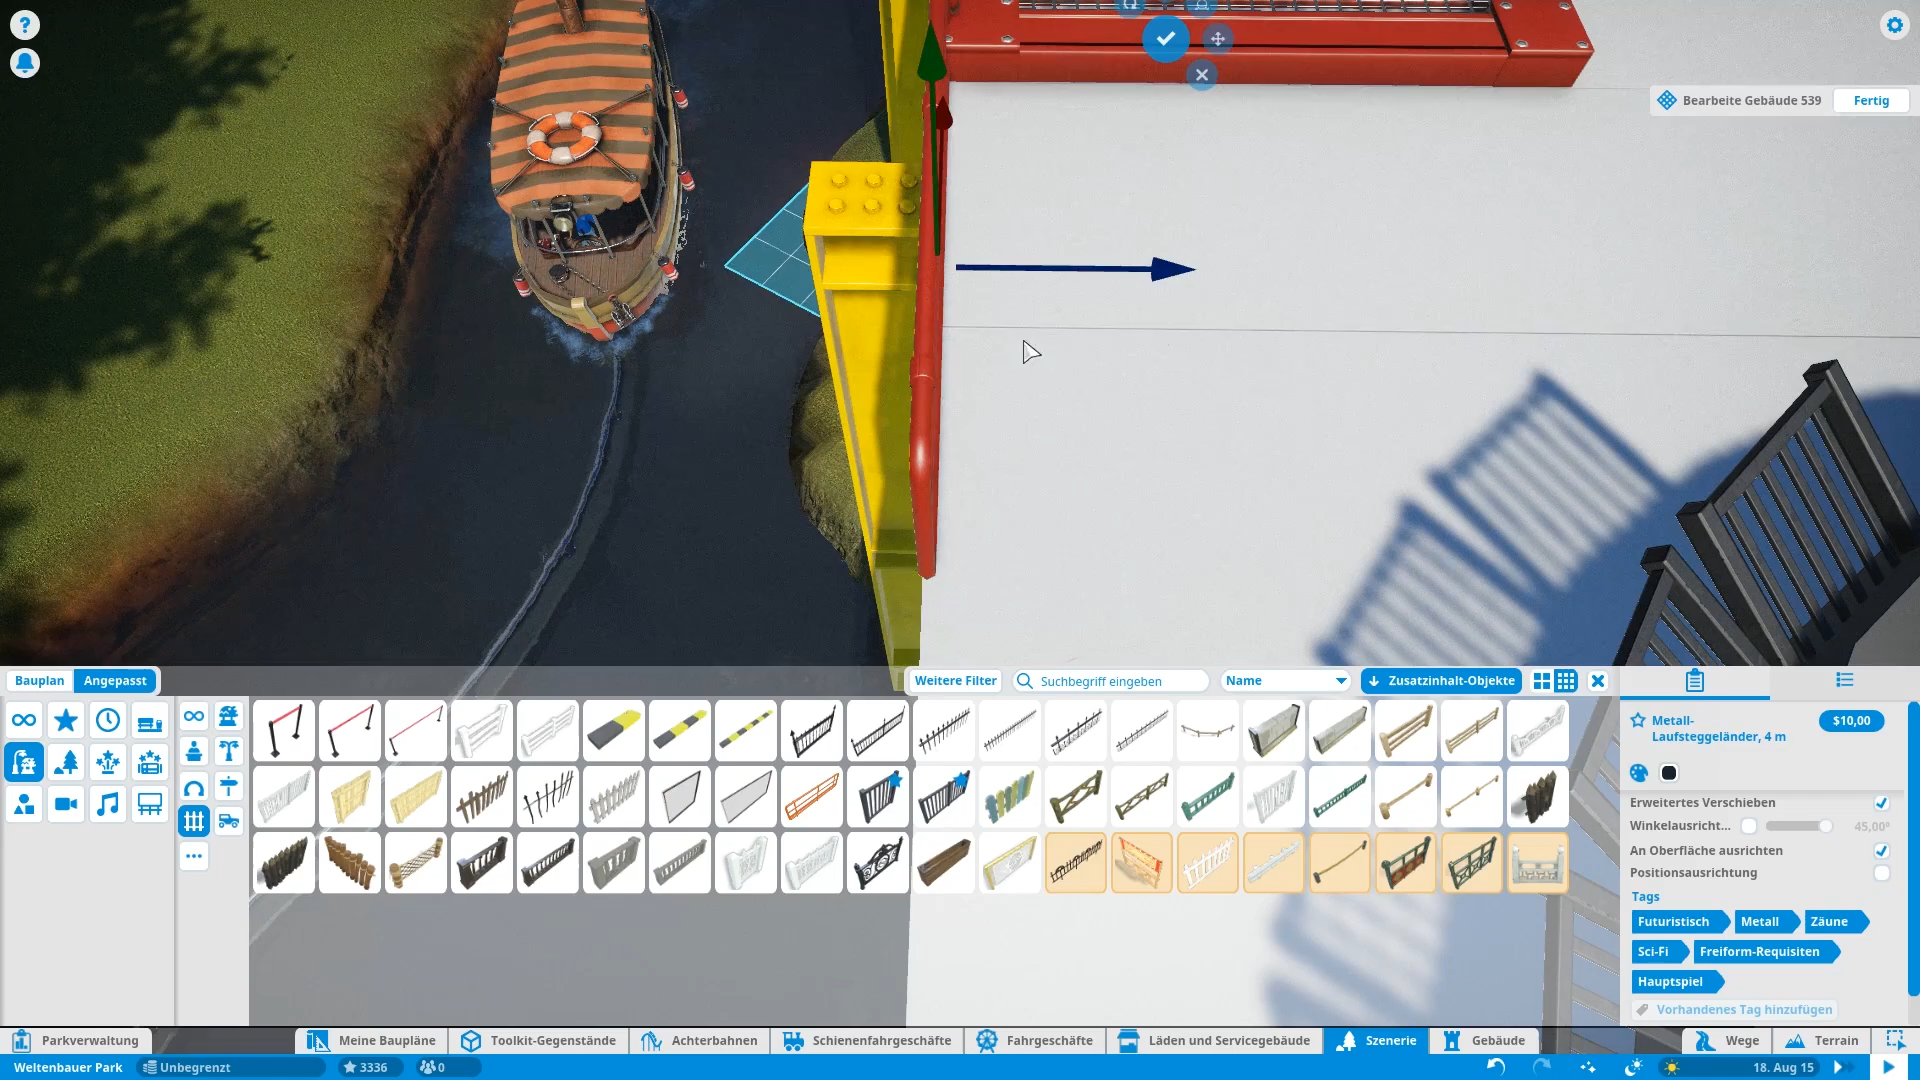 ?
Bearbeite Gebäude 539
Fertig
Bauplan
Angepasst
Weitere Filter
Suchbegriff eingeben
Name
Zusatzinhalt-Objekte
Metall-
Laufsteggeländer, 4 m
$10,00
Erweitertes Verschieben
Winkelausricht...
45,00°
An Oberfläche ausrichten
Positionsausrichtung
Tags
Futuristisch
Metall
Zäune
Sci-Fi
Freiform-Requisiten
Hauptspiel
Vorhandenes Tag hinzufügen
Parkverwaltung
Meine Baupläne
Toolkit-Gegenstände
Achterbahnen
Schienenfahrgeschäfte
Fahrgeschäfte
Läden und Servicegebäude
Szenerie
Gebäude
Wege
Terrain
Weltenbauer Park
Unbegrenzt
3336
0
18. Aug 15